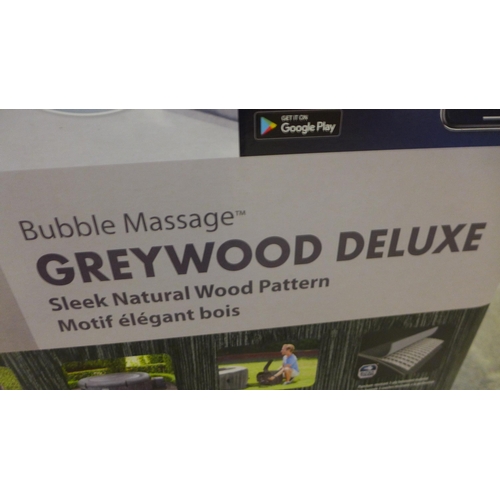 GET IT ON
Google Play
Bubble Massage™
GREYWOOD DELUXE
Sleek Natural Wood Pattern
Motif élégant bois